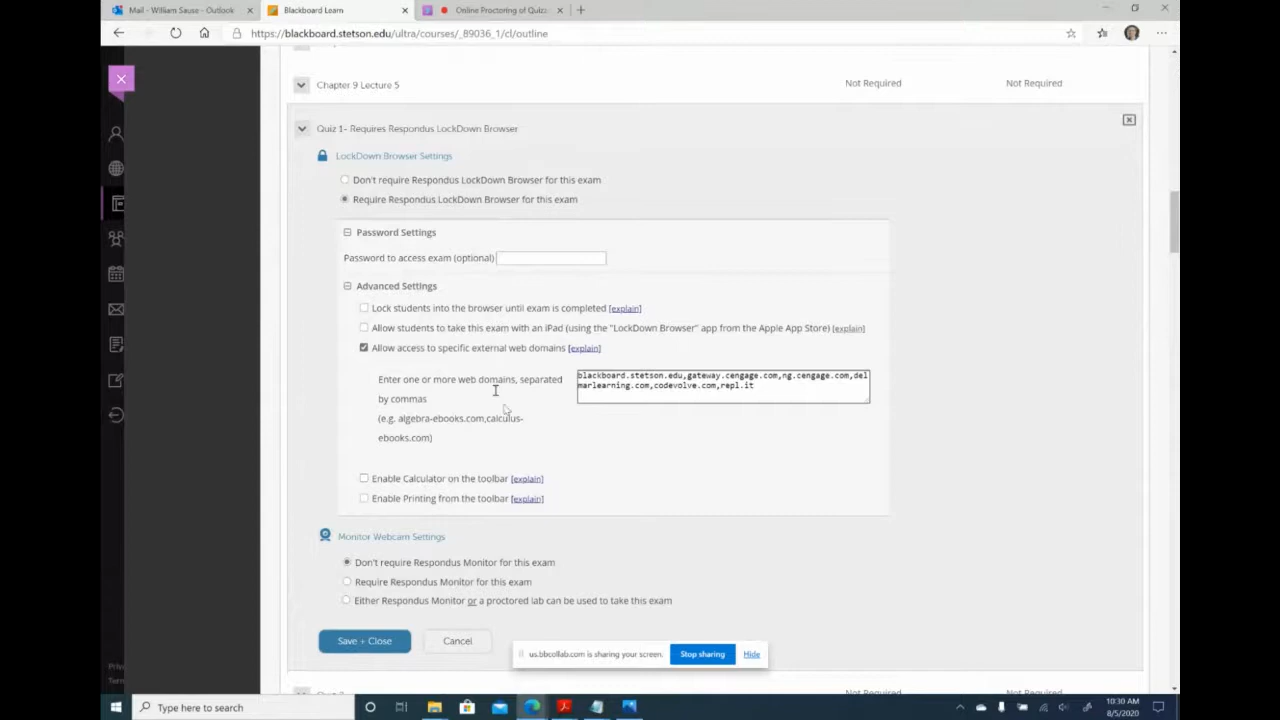 Mail - William Sause - Outlook
Blackboard Learn
Online Proctoring of Quiz
https://blackboard.stetson.edu/ultra/courses/_89036_1/cl/outline
Chapter 9 Lecture 5
Not Required
Not Required
Quiz 1- Requires Respondus LockDown Browser
LockDown Browser Settings
Don't require Respondus LockDown Browser for this exam
Require Respondus LockDown Browser for this exam
Password Settings
Password to access exam (optional)
Advanced Settings
Lock students into the browser until exam is completed [explain]
Allow students to take this exam with an iPad (using the "LockDown Browser" app from the Apple App Store) [explain]
Allow access to specific external web domains [explain]
Enter one or more web domains, separated
by commas
(e.g. algebra-ebooks.com,calculus-
ebooks.com)
blackboard.stetson.edu,gateway.cengage.com,ng.cengage.com,del
marlearning.com,codevolve.com,repl.it
Enable Calculator on the toolbar [explain]
Enable Printing from the toolbar [explain]
Monitor Webcam Settings
Don't require Respondus Monitor for this exam
Require Respondus Monitor for this exam
Either Respondus Monitor or a proctored lab can be used to take this exam
Save + Close
Cancel
us.bbcollab.com is sharing your screen.
Stop sharing
Hide
Priv
Term
Not Required
Not Required
Type here to search
10:30 AM
8/5/2020